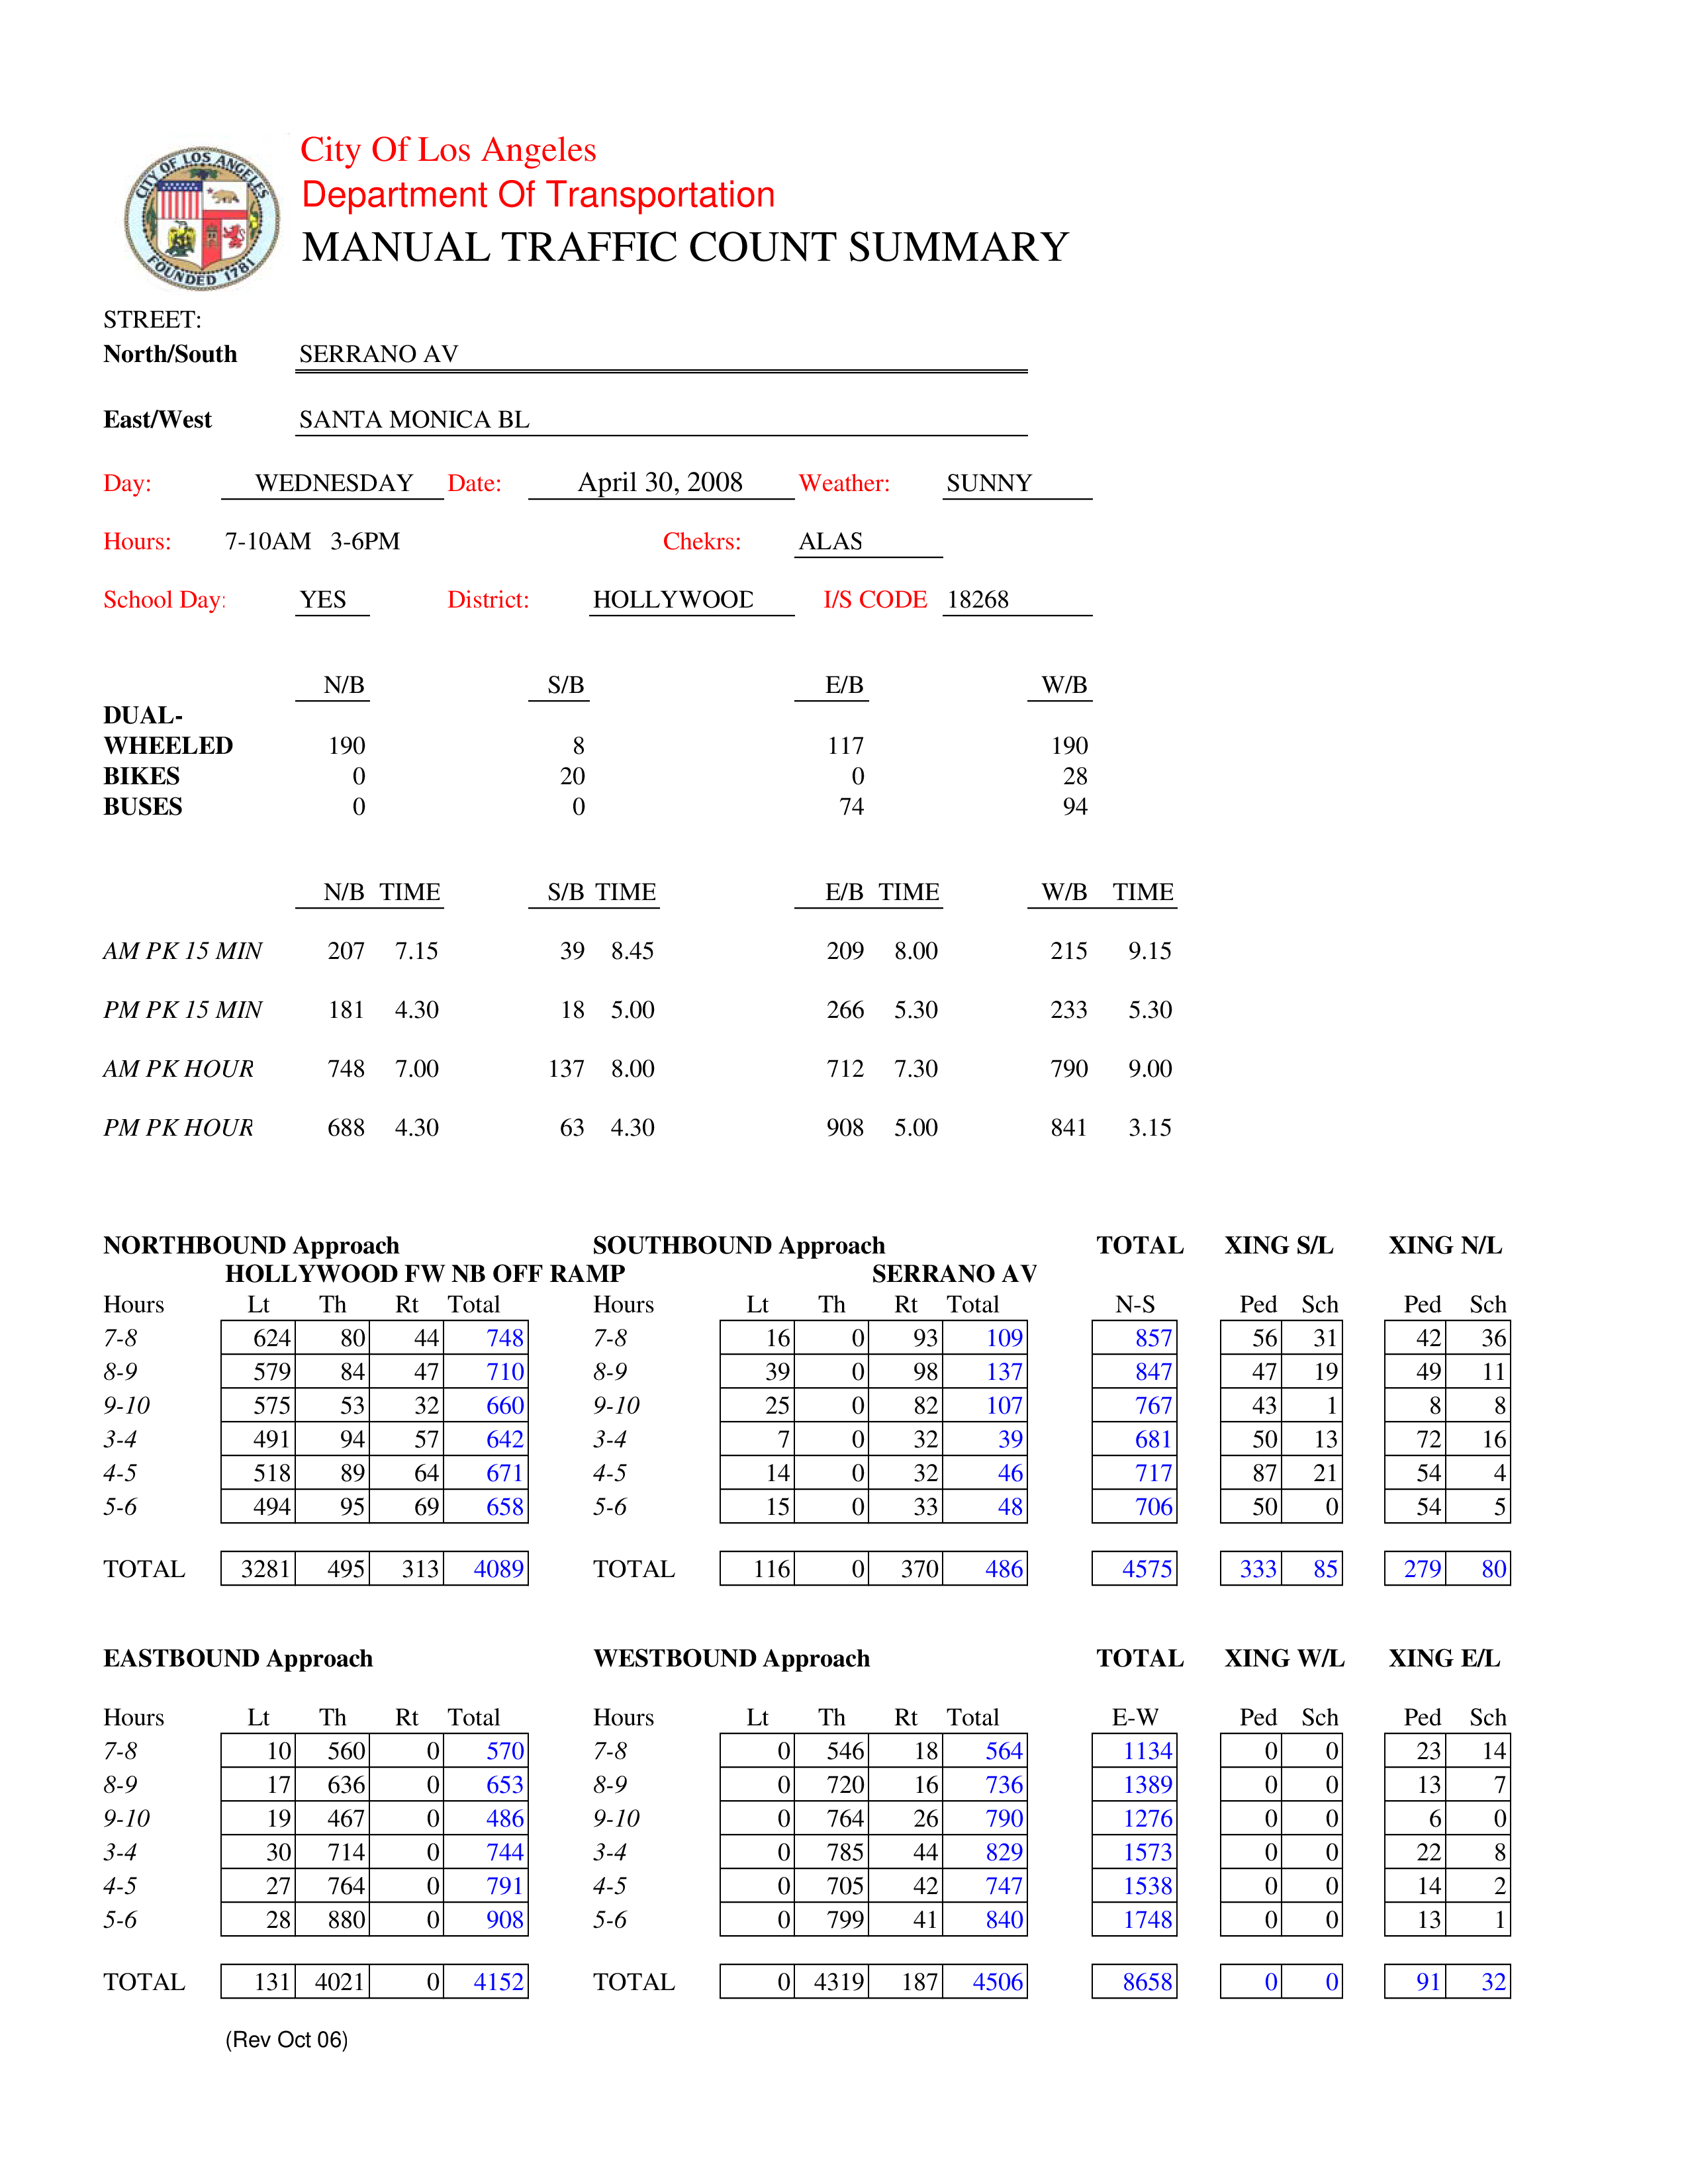 CITY OF LOS ANGELES
FOUNDED 1781
City Of Los Angeles
Department Of Transportation
MANUAL TRAFFIC COUNT SUMMARY
STREET:
North/South SERRANO AV
East/West SANTA MONICA BL
Day: WEDNESDAY Date: April 30, 2008 Weather: SUNNY
Hours: 7-10AM 3-6PM Chekrs: ALAS
School Day: YES District: HOLLYWOOD I/S CODE 18268
N/B S/B E/B W/B
DUAL-
WHEELED 190 8 117 190
BIKES 0 20 0 28
BUSES 0 0 74 94
N/B TIME S/B TIME E/B TIME W/B TIME
AM PK 15 MIN 207 7.15 39 8.45 209 8.00 215 9.15
PM PK 15 MIN 181 4.30 18 5.00 266 5.30 233 5.30
AM PK HOUR 748 7.00 137 8.00 712 7.30 790 9.00
PM PK HOUR 688 4.30 63 4.30 908 5.00 841 3.15
NORTHBOUND Approach SOUTHBOUND Approach TOTAL XING S/L XING N/L
HOLLYWOOD FW NB OFF RAMP SERRANO AV
Hours Lt Th Rt Total Hours Lt Th Rt Total N-S Ped Sch Ped Sch
7-8 624 80 44 748 7-8 16 0 93 109 857 56 31 42 36
8-9 579 84 47 710 8-9 39 0 98 137 847 47 19 49 11
9-10 575 53 32 660 9-10 25 0 82 107 767 43 1 8 8
3-4 491 94 57 642 3-4 7 0 32 39 681 50 13 72 16
4-5 518 89 64 671 4-5 14 0 32 46 717 87 21 54 4
5-6 494 95 69 658 5-6 15 0 33 48 706 50 0 54 5
TOTAL 3281 495 313 4089 TOTAL 116 0 370 486 4575 333 85 279 80
EASTBOUND Approach WESTBOUND Approach TOTAL XING W/L XING E/L
Hours Lt Th Rt Total Hours Lt Th Rt Total E-W Ped Sch Ped Sch
7-8 10 560 0 570 7-8 0 546 18 564 1134 0 0 23 14
8-9 17 636 0 653 8-9 0 720 16 736 1389 0 0 13 7
9-10 19 467 0 486 9-10 0 764 26 790 1276 0 0 6 0
3-4 30 714 0 744 3-4 0 785 44 829 1573 0 0 22 8
4-5 27 764 0 791 4-5 0 705 42 747 1538 0 0 14 2
5-6 28 880 0 908 5-6 0 799 41 840 1748 0 0 13 1
TOTAL 131 4021 0 4152 TOTAL 0 4319 187 4506 8658 0 0 91 32
(Rev Oct 06)